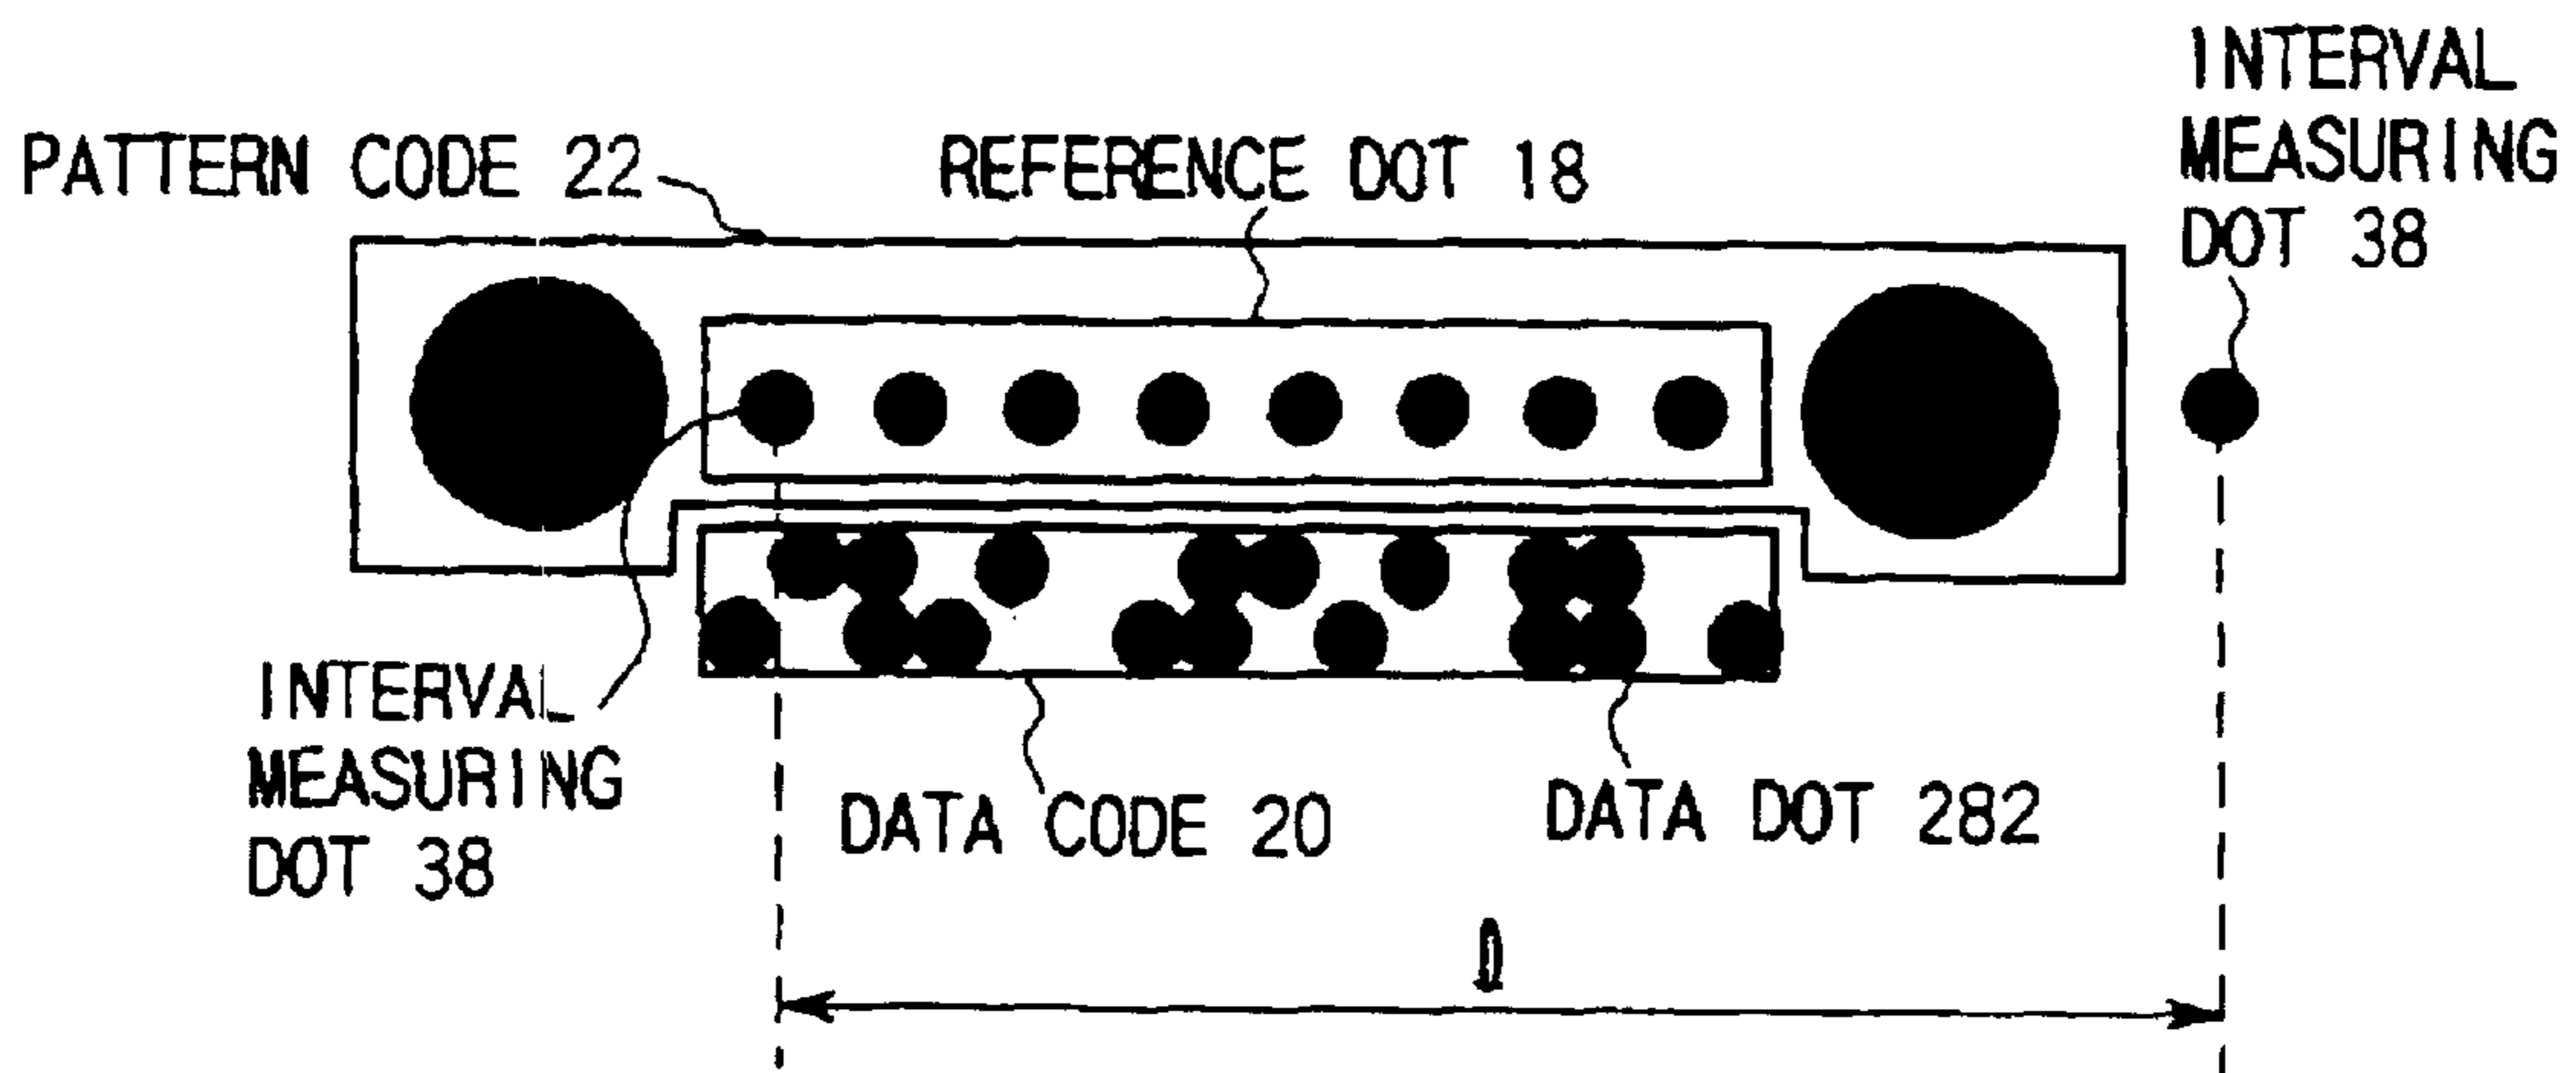 PATTERN CODE 22
REFERENCE DOT 18
INTERVAL
MEASURING
DOT 38
INTERVAL
MEASURING
DOT 38
DATA CODE 20
DATA DOT 282